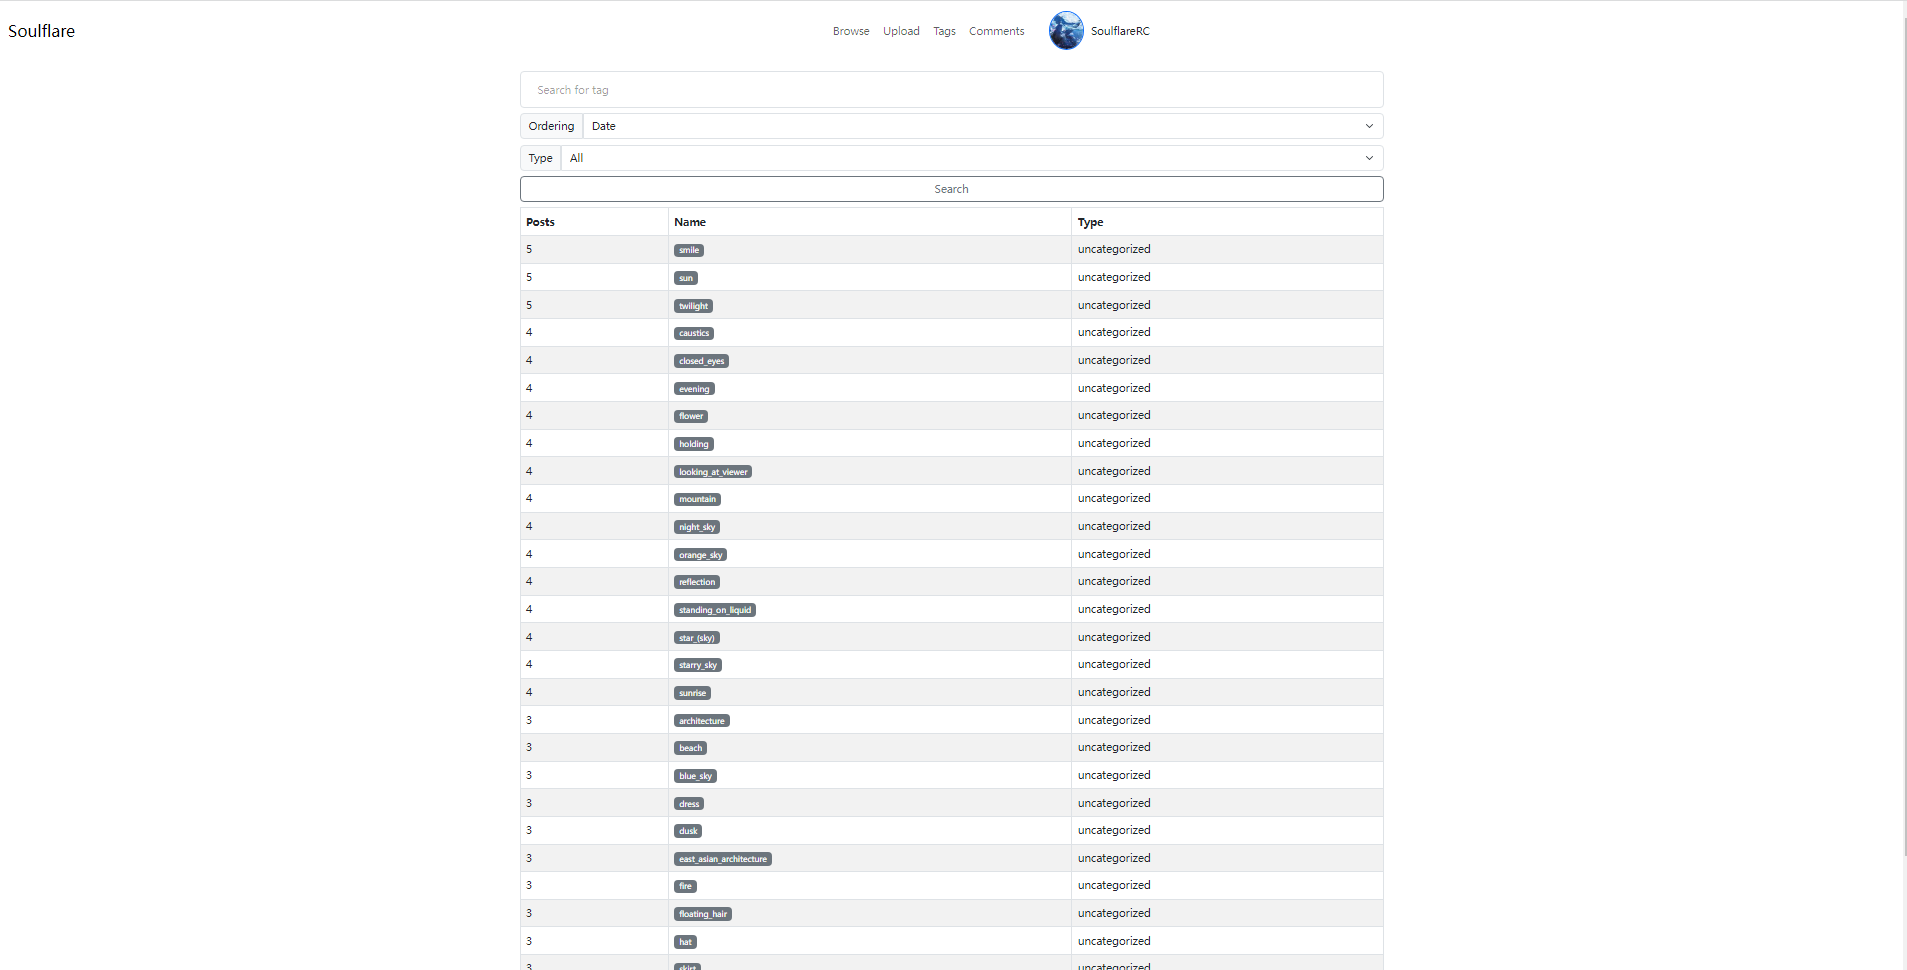 Soulflare Browse Upload Tags Comments SoulflareRC
Search for tag
Ordering Date
Type All
Search
Posts Name Type
5 smile uncategorized
5 sun uncategorized
5 twilight uncategorized
4 caustics uncategorized
4 closed_eyes uncategorized
4 evening uncategorized
4 flower uncategorized
4 holding uncategorized
4 looking_at_viewer uncategorized
4 mountain uncategorized
4 night_sky uncategorized
4 orange_sky uncategorized
4 reflection uncategorized
4 standing_on_liquid uncategorized
4 star_(sky) uncategorized
4 starry_sky uncategorized
4 sunrise uncategorized
3 architecture uncategorized
3 beach uncategorized
3 blue_sky uncategorized
3 dress uncategorized
3 dusk uncategorized
3 east_asian_architecture uncategorized
3 fire uncategorized
3 floating_hair uncategorized
3 hat uncategorized
3 skirt uncategorized